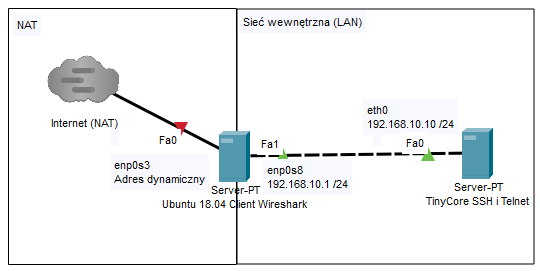 NAT
Sieć wewnętrzna (LAN)
Internet (NAT)
Fa0
enp0s3
Adres dynamiczny
Server-PT
Ubuntu 18.04 Client Wireshark
Fa1
enp0s8
192.168.10.1 /24
eth0
192.168.10.10 /24
Fa0
Server-PT
TinyCore SSH i Telnet